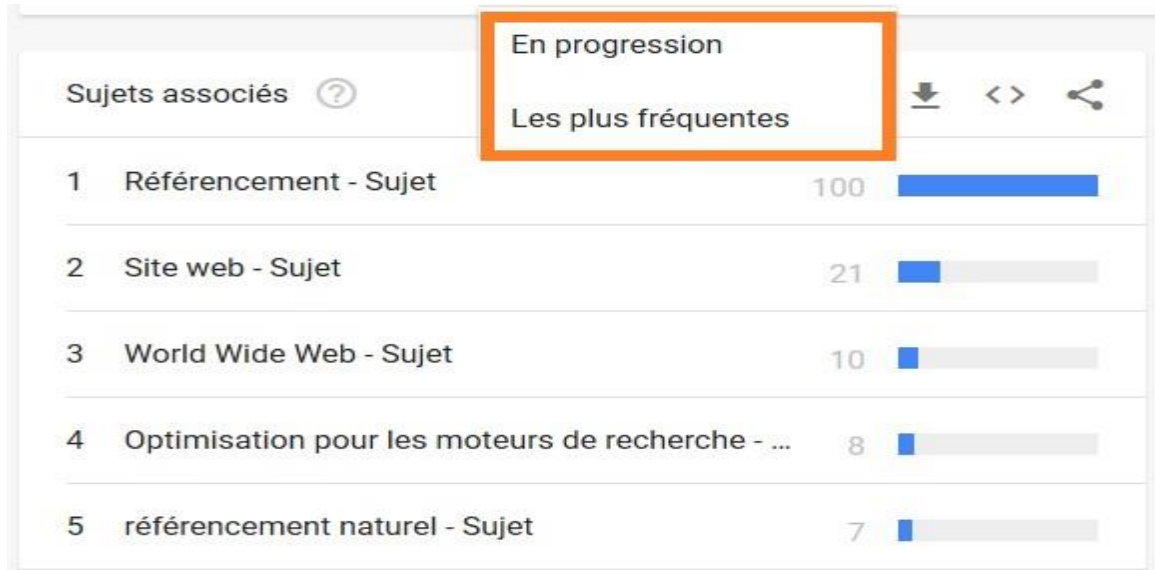 En progression
Les plus fréquentes
Sujets associés ?
1 Référencement - Sujet 100
2 Site web - Sujet 21
3 World Wide Web - Sujet 10
4 Optimisation pour les moteurs de recherche - ... 8
5 référencement naturel - Sujet 7